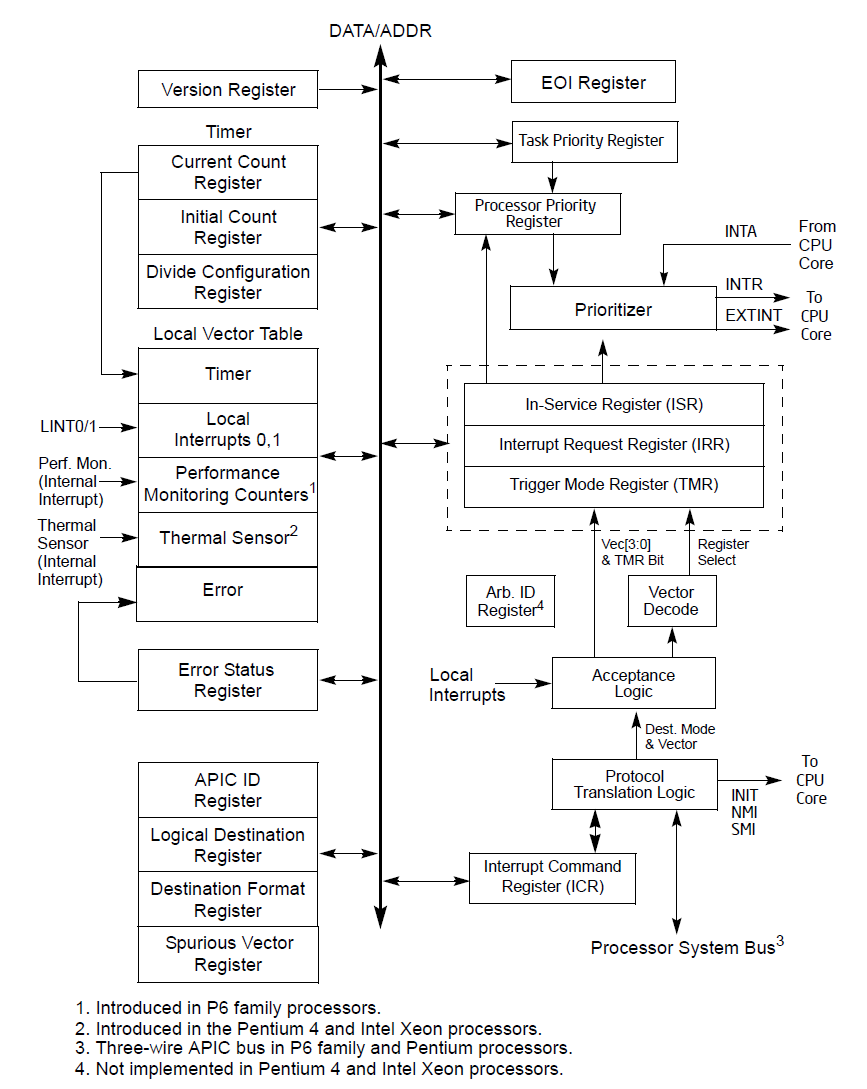 DATA/ADDR
Version Register
EOI Register
Timer
Task Priority Register
Current Count
Register
Processor Priority
Register
Initial Count
Register
INTA
From
CPU
Core
Divide Configuration
Register
INTR
Prioritizer
EXTINT
To
CPU
Core
Local Vector Table
Timer
In-Service Register (ISR)
LINT0/1
Local
Interrupts 0,1
Interrupt Request Register (IRR)
Perf. Mon.
(Internal
Interrupt)
Performance
Monitoring Counters1
Trigger Mode Register (TMR)
Thermal
Sensor
(Internal
Interrupt)
Thermal Sensor2
Vec[3:0]
& TMR Bit
Register
Select
Error
Arb. ID
Register4
Vector
Decode
Error Status
Register
Local
Interrupts
Acceptance
Logic
Dest. Mode
& Vector
APIC ID
Register
Protocol
Translation Logic
To
CPU
Core
INIT
NMI
SMI
Logical Destination
Register
Interrupt Command
Register (ICR)
Destination Format
Register
Spurious Vector
Register
Processor System Bus3
1. Introduced in P6 family processors.
2. Introduced in the Pentium 4 and Intel Xeon processors.
3. Three-wire APIC bus in P6 family and Pentium processors.
4. Not implemented in Pentium 4 and Intel Xeon processors.